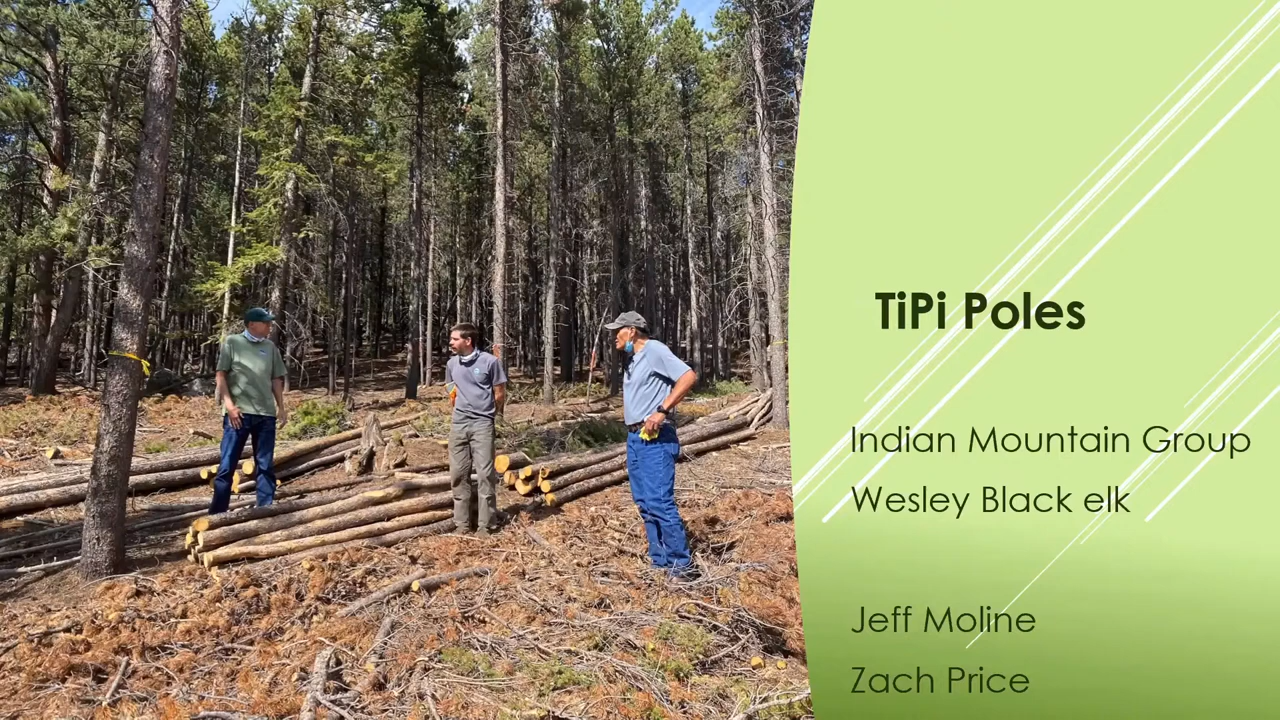 TiPi Poles
Indian Mountain Group
Wesley Black elk
Jeff Moline
Zach Price